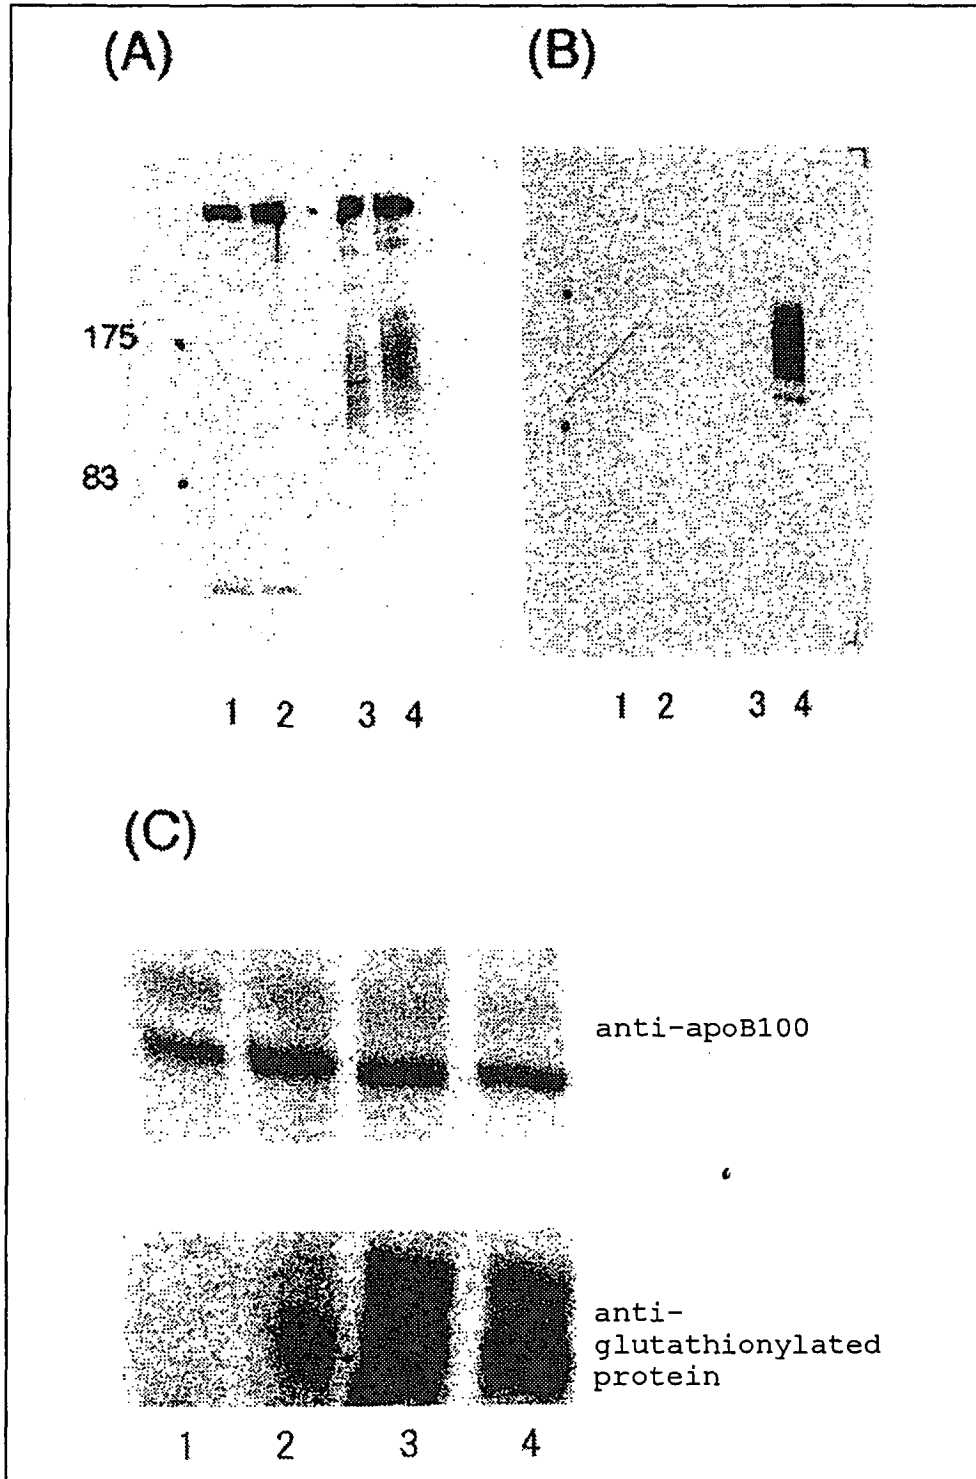 (A)
(B)
175
83
1 2 3 4
1 2 3 4
(C)
anti-apoB100
anti-
glutathionylated
protein
1 2 3 4